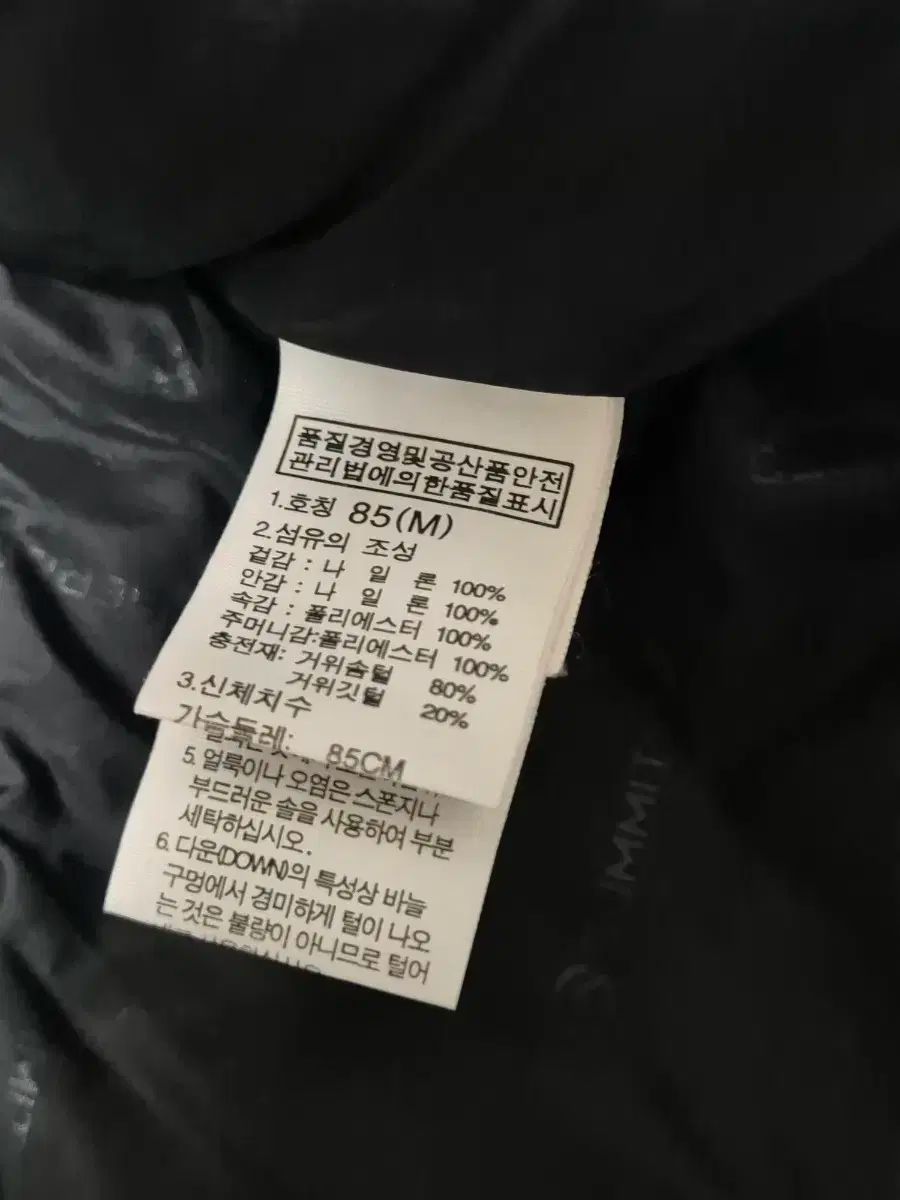 품질경영및공산품안전
관리법에의한품질표시
1.호칭 85(M)
2.섬유의 조성
겉감 : 나 일 론 100%
안감 : 나 일 론 100%
속감 : 폴리에스터 100%
주머니감:폴리에스터 100%
충전재: 거위솜털 80%
거위깃털 20%
3.신체치수
가슴둘레: 85CM
5. 얼룩이나 오염은 스폰지나
부드러운 솔을 사용하여 부분
세탁하십시오.
6. 다운(DOWN)의 특성상 바늘
구멍에서 경미하게 털이 나오
는 것은 불량이 아니므로 털어